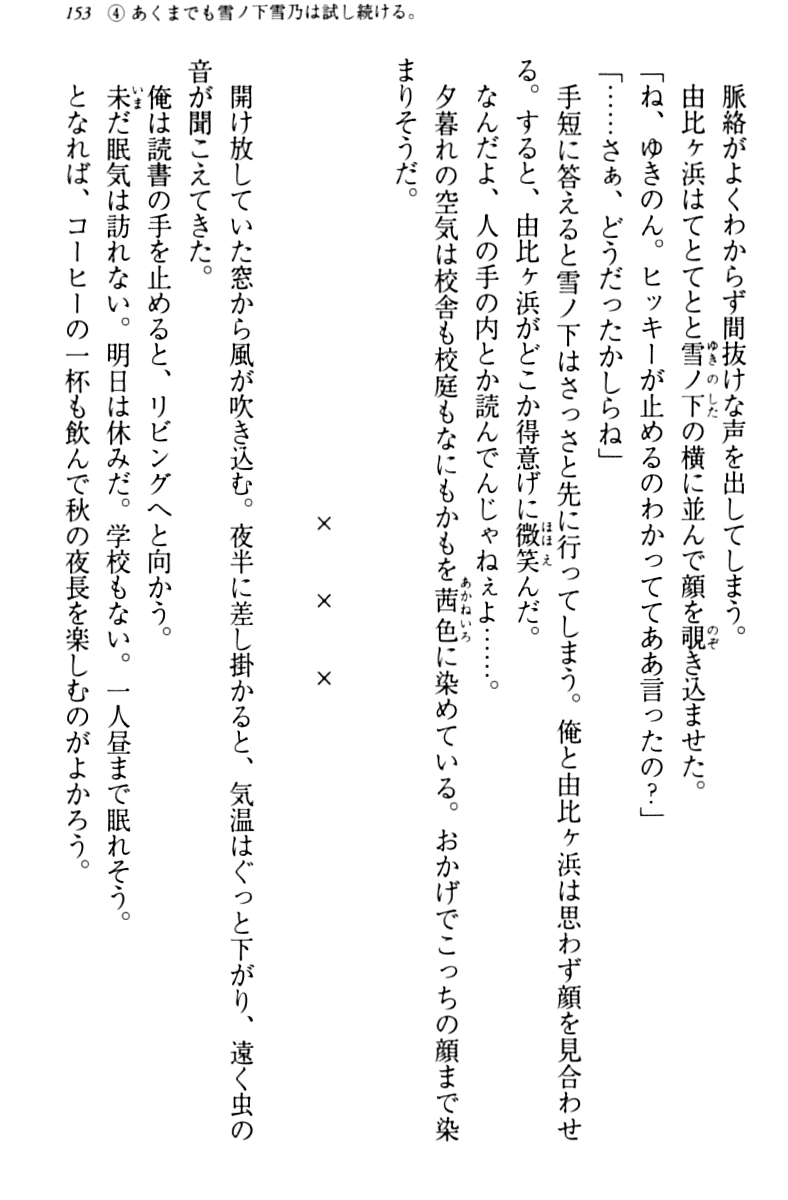 153 ④ あくまでも雪ノ下雪乃は試し続ける。
脈絡がよくわからず間抜けな声を出してしまう。
由比ヶ浜はてとてとと雪ノ下の横に並んで顔を覗き込ませた。
「ね、ゆきのん。ヒッキーが止めるのわかっててああ言ったの？」
「……さぁ、どうだったかしらね」
手短に答えると雪ノ下はさっさと先に行ってしまう。俺と由比ヶ浜は思わず顔を見合わせ
る。すると、由比ヶ浜がどこか得意げに微笑んだ。
なんだよ、人の手の内とか読んでんじゃねぇよ……。
夕暮れの空気は校舎も校庭もなにもかもを茜色に染めている。おかげでこっちの顔まで染
まりそうだ。
× × ×
開け放していた窓から風が吹き込む。夜半に差し掛かると、気温はぐっと下がり、遠く虫の
音が聞こえてきた。
俺は読書の手を止めると、リビングへと向かう。
未だ眠気は訪れない。明日は休みだ。学校もない。一人昼まで眠れそう。
となれば、コーヒーの一杯も飲んで秋の夜長を楽しむのがよかろう。